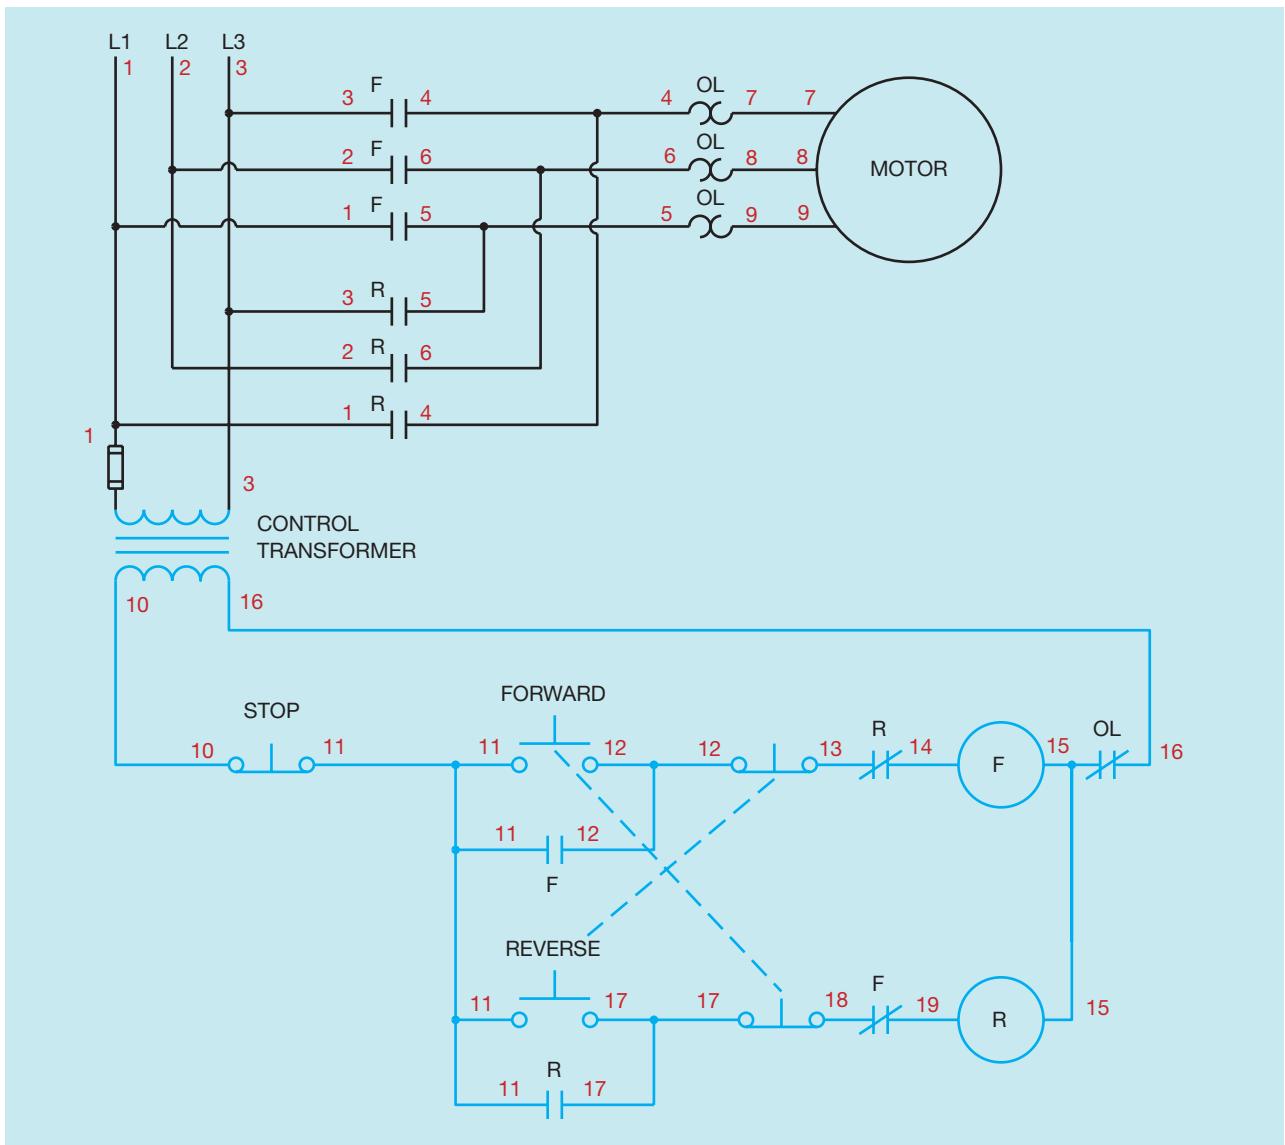 L1 L2 L3
1 2 3
F OL
3 4 4 7 7
F OL
2 6 6 8 8
MOTOR
F OL
1 5 5 9 9
R
3 5
R
2 6
R
1 4
1
3
CONTROL
TRANSFORMER
10 16
FORWARD
STOP
R OL
10 11 11 12 12 13 14 15 16
F
11 12
F
REVERSE
F
11 17 17 18 19 15
R
R
11 17